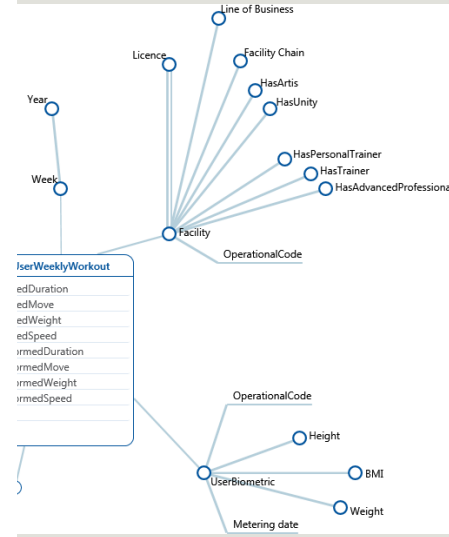 Line of Business
Licence
Facility Chain
HasArtis
HasUnity
Year
HasPersonalTrainer
HasTrainer
Week
HasAdvancedProfessiona
Facility
OperationalCode
UserWeeklyWorkout
edDuration
edMove
edWeight
edSpeed
ormedDuration
ormedMove
ormedWeight
ormedSpeed
OperationalCode
Height
BMI
UserBiometric
Weight
Metering date